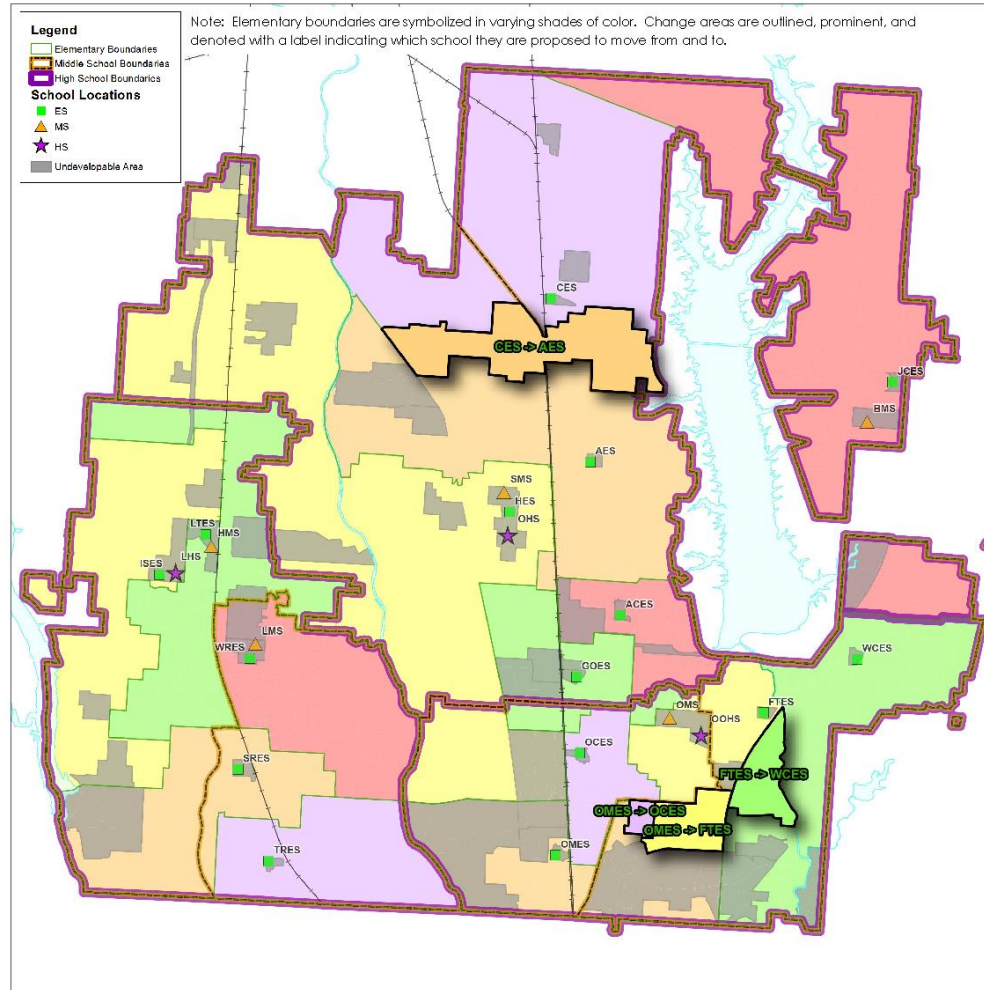 Note: Elementary boundaries are symbolized in varying shades of color. Change areas are outlined, prominent, and
denoted with a label indicating which school they are proposed to move from and to.
Legend
Elementary Boundaries
Middle School Boundaries
High School Boundaries
School Locations
ES
MS
HS
Undevelopable Area
CES
CES -> AES
JCES
BMS
AES
SMS
HES
OHS
LTES
HMS
LHS
ISES
ACES
LMS
WRES
WCES
GOES
OMS
FTES
OOHS
OCES
SRES
FTES -> WCES
OMES -> OCES
OMES -> FTES
OMES
TRES